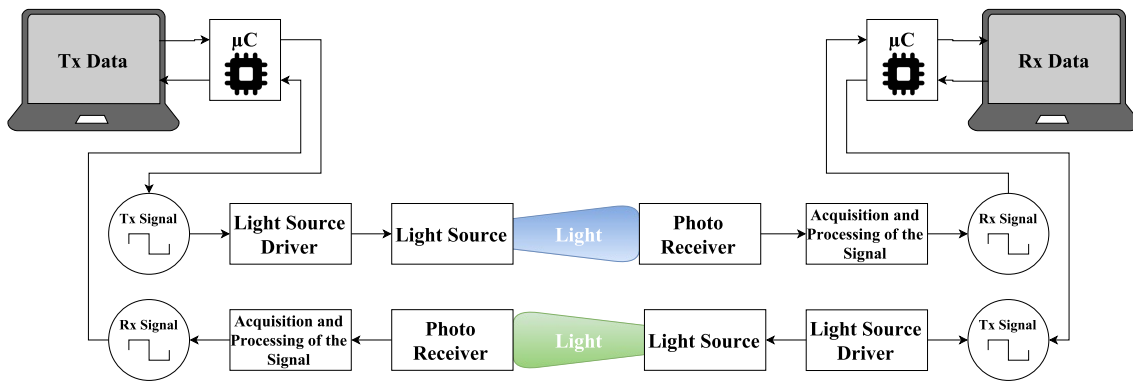 Tx Data
µC
µC
Rx Data
Tx Signal
Light Source
Driver
Light Source
Light
Photo
Receiver
Acquisition and
Processing of the
Signal
Rx Signal
Rx Signal
Acquisition and
Processing of the
Signal
Photo
Receiver
Light
Light Source
Light Source
Driver
Tx Signal